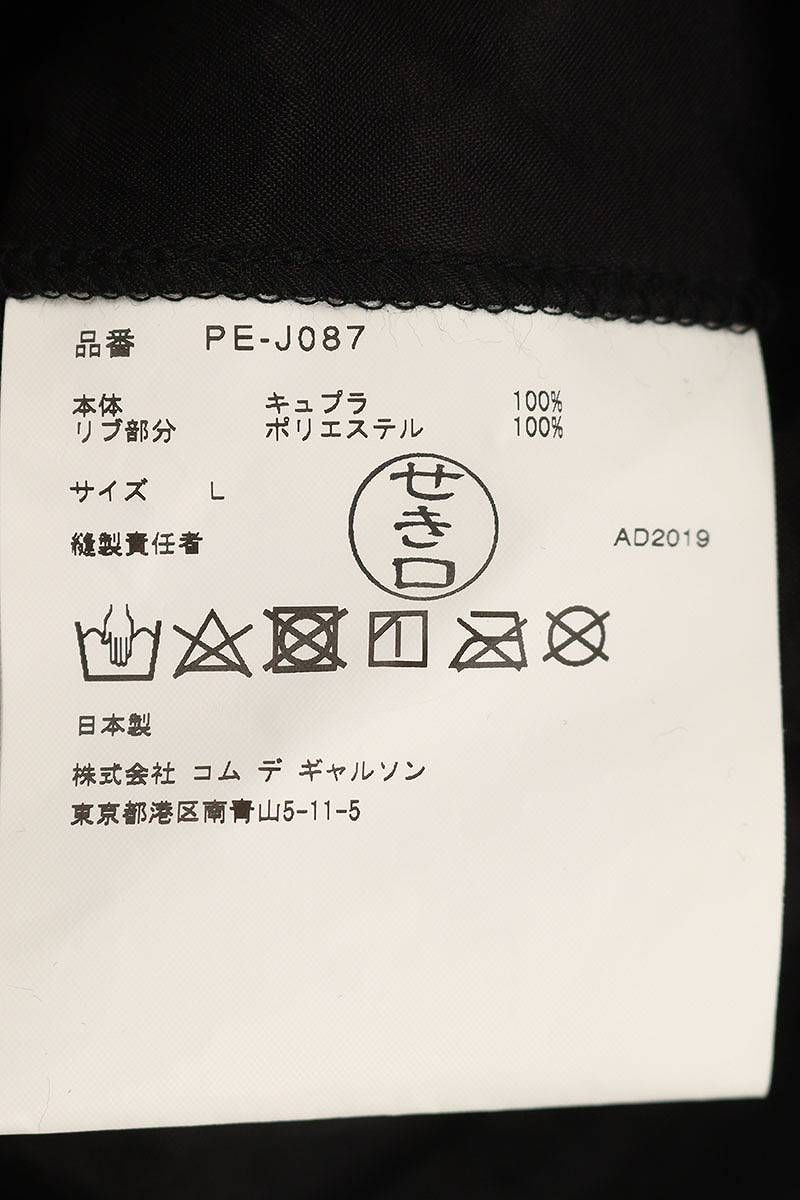 品番 PE-J087
本体 キュプラ 100%
リブ部分 ポリエステル 100%
サイズ L
せき口
縫製責任者
AD2019
日本製
株式会社 コム デ ギャルソン
東京都港区南青山5-11-5